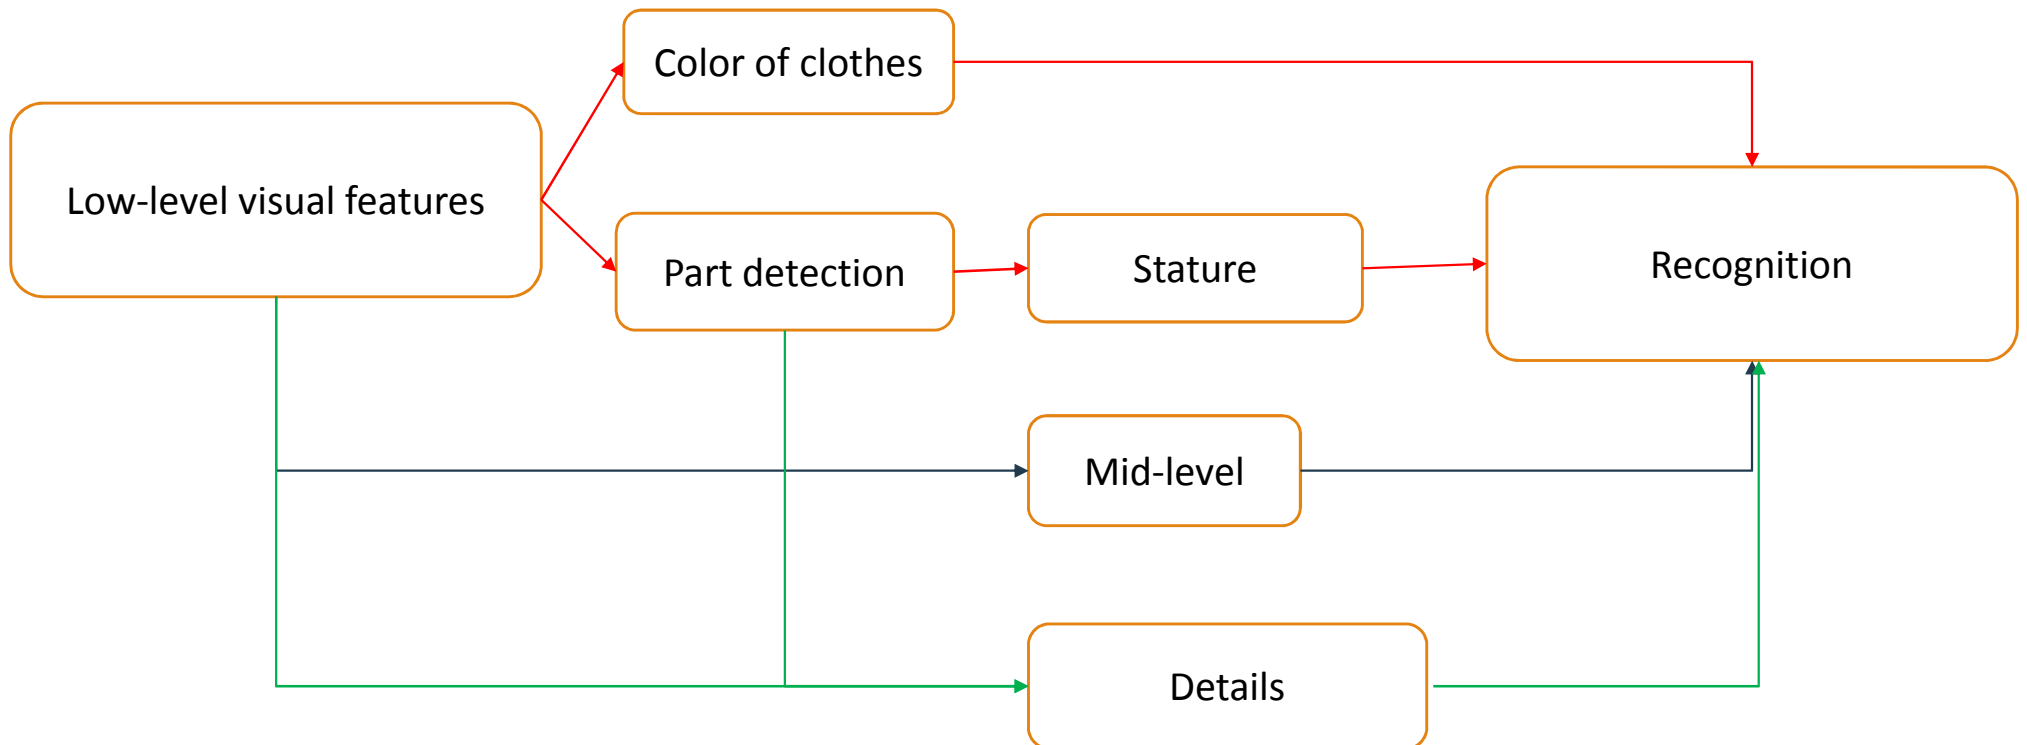 Color of clothes
Low-level visual features
Part detection
Stature
Recognition
Mid-level
Details